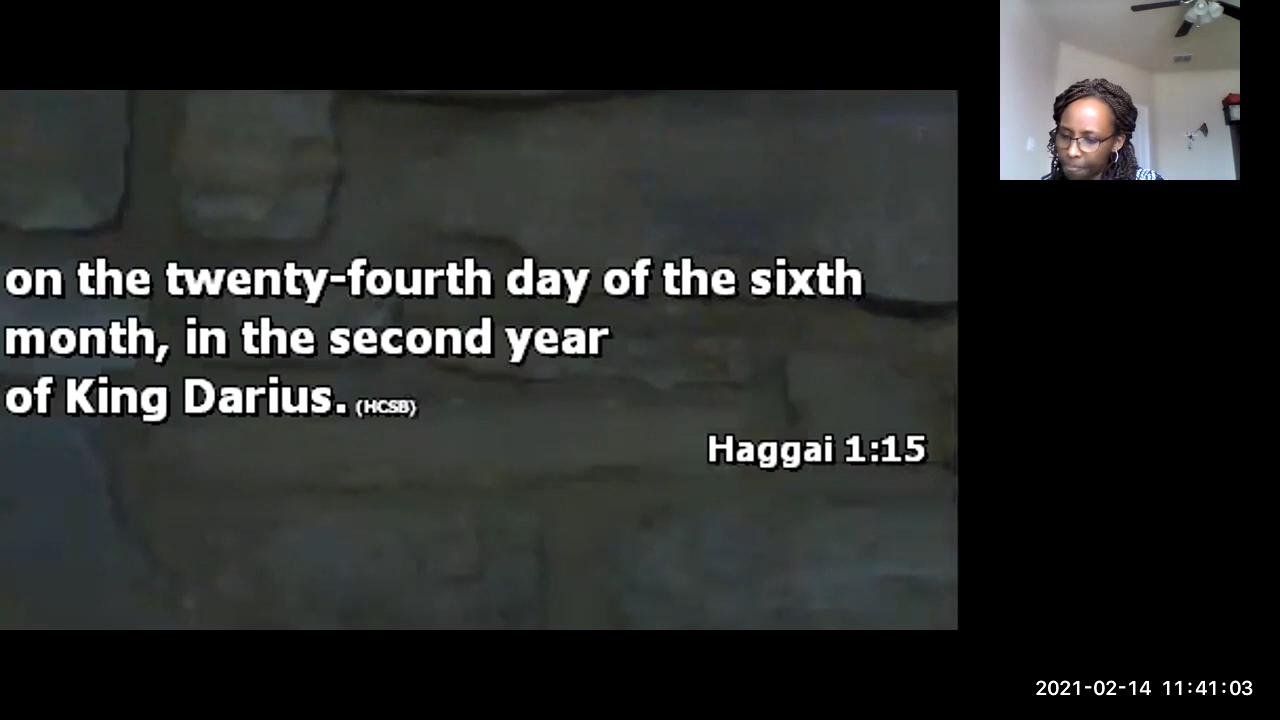 on the twenty-fourth day of the sixth
month, in the second year
of King Darius. (HCSB)
Haggai 1:15
2021-02-14 11:41:03